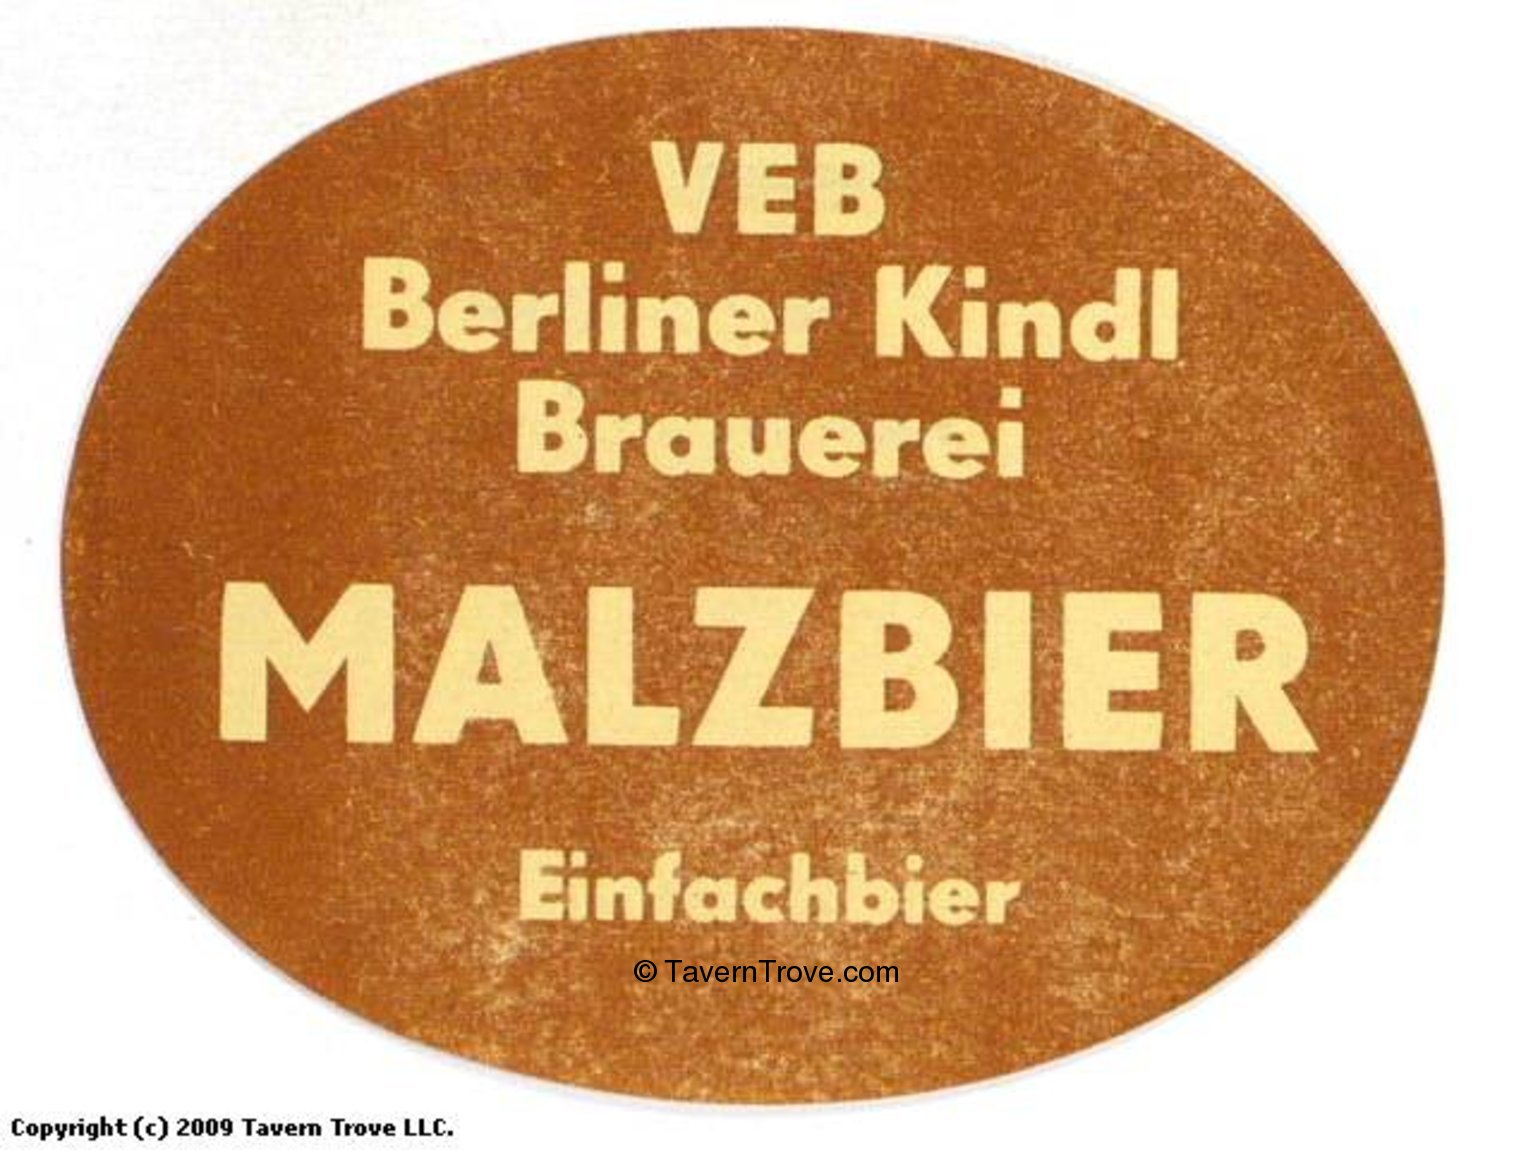 VEB
Berliner Kindl
Brauerei
MALZBIER
Einfachbier
© TavernTrove.com
Copyright (c) 2009 Tavern Trove LLC.